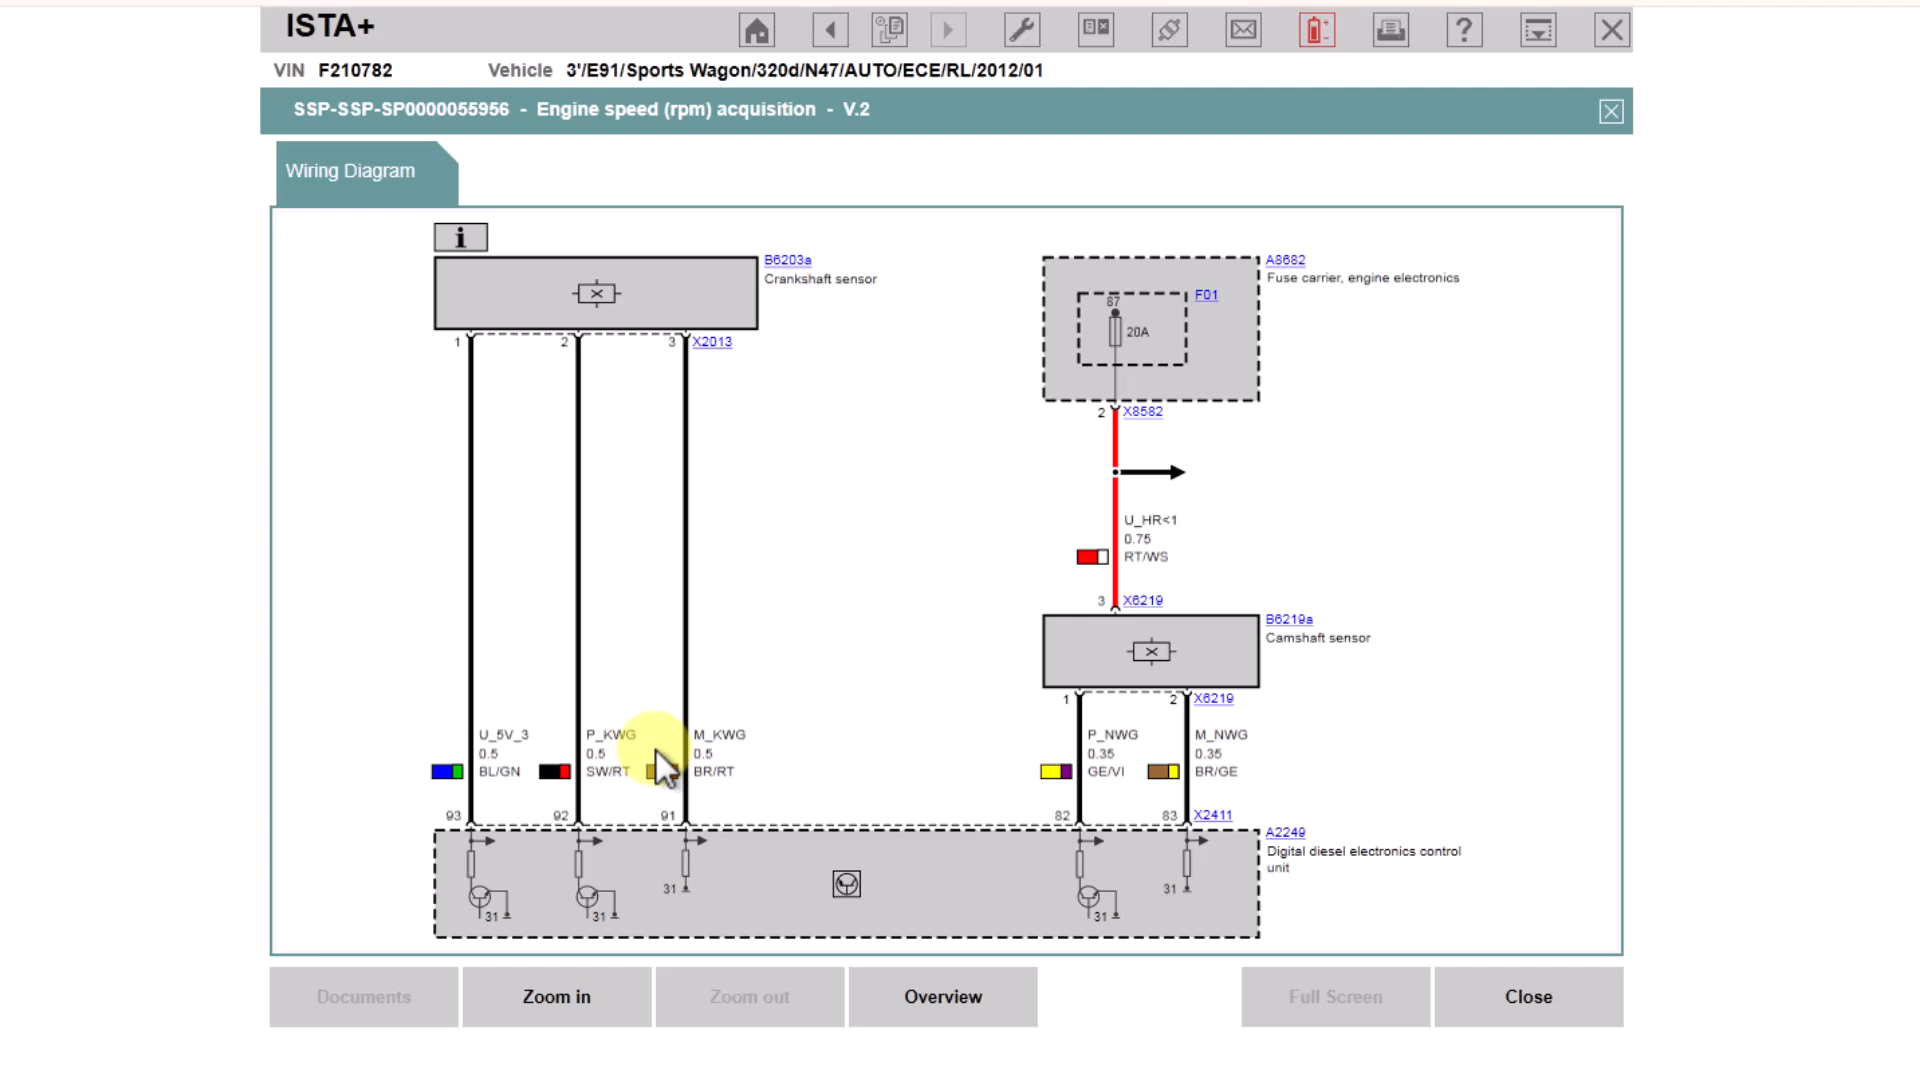 ISTA+
VIN F210782 Vehicle 3'/E91/Sports Wagon/320d/N47/AUTO/ECE/RL/2012/01
SSP-SSP-SP0000055956 - Engine speed (rpm) acquisition - V.2
Wiring Diagram
i
B6203a
Crankshaft sensor
1 2 3 X2013
A8682
Fuse carrier, engine electronics
F01
87
20A
2 X8582
U_HR<1
0.75
RT/WS
3 X6219
B6219a
Camshaft sensor
1 2 X6219
U_5V_3
0.5
BL/GN
P_KWG
0.5
SW/RT
M_KWG
0.5
BR/RT
P_NWG
0.35
GE/VI
M_NWG
0.35
BR/GE
93 92 91 82 83 X2411
A2249
Digital diesel electronics control
unit
31 31
31 31 31
Documents Zoom in Zoom out Overview Full Screen Close